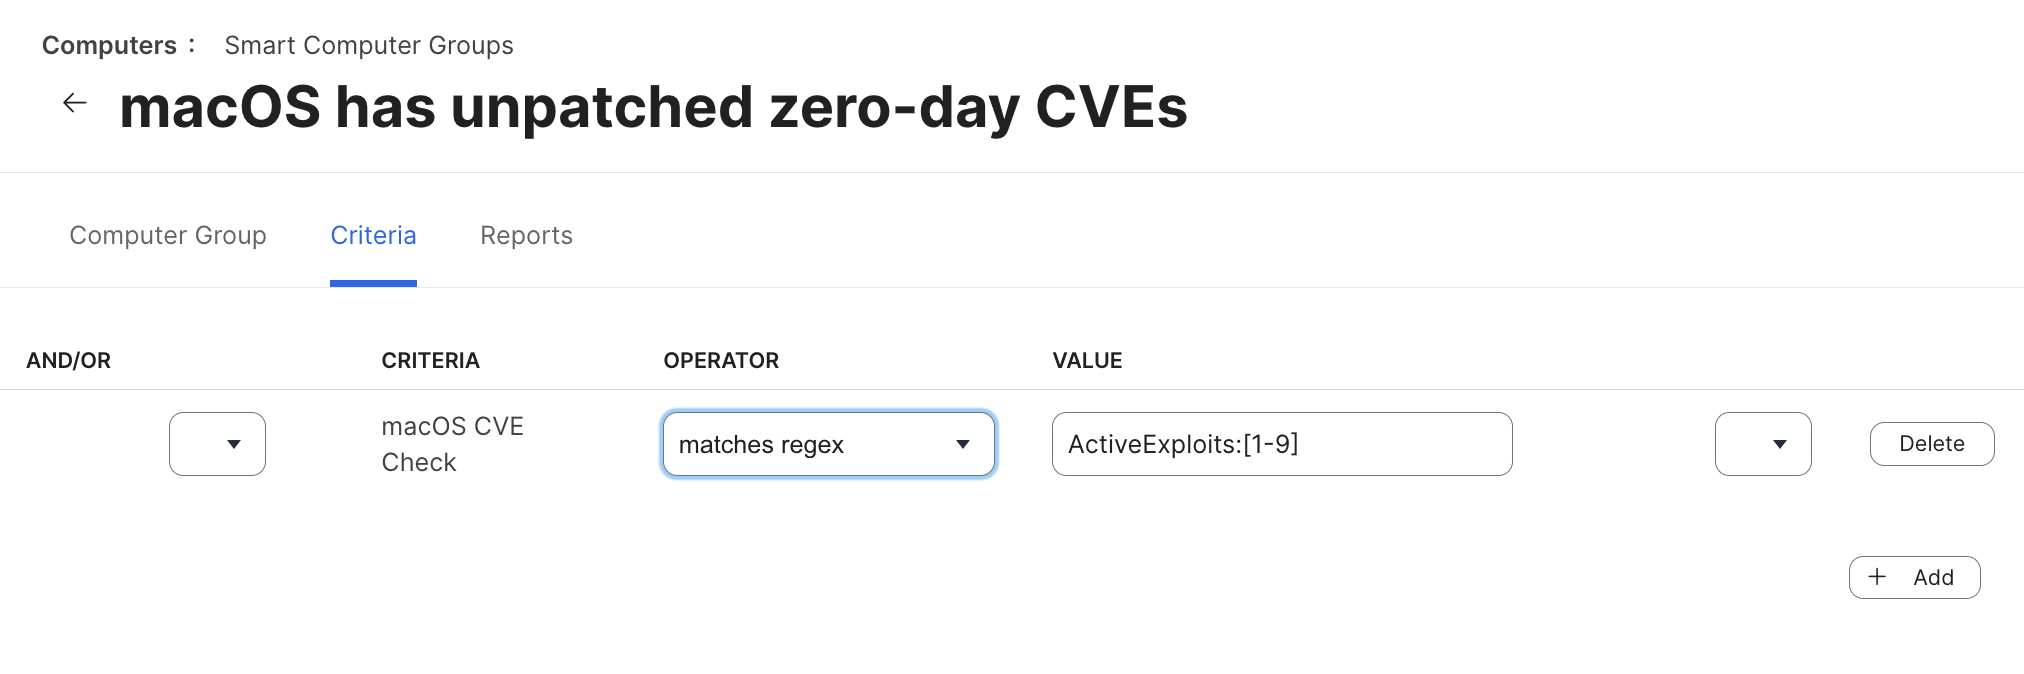 Computers : Smart Computer Groups
← macOS has unpatched zero-day CVEs
Computer Group Criteria Reports
AND/OR CRITERIA OPERATOR VALUE
macOS CVE
Check
matches regex
ActiveExploits:[1-9]
Delete
+ Add